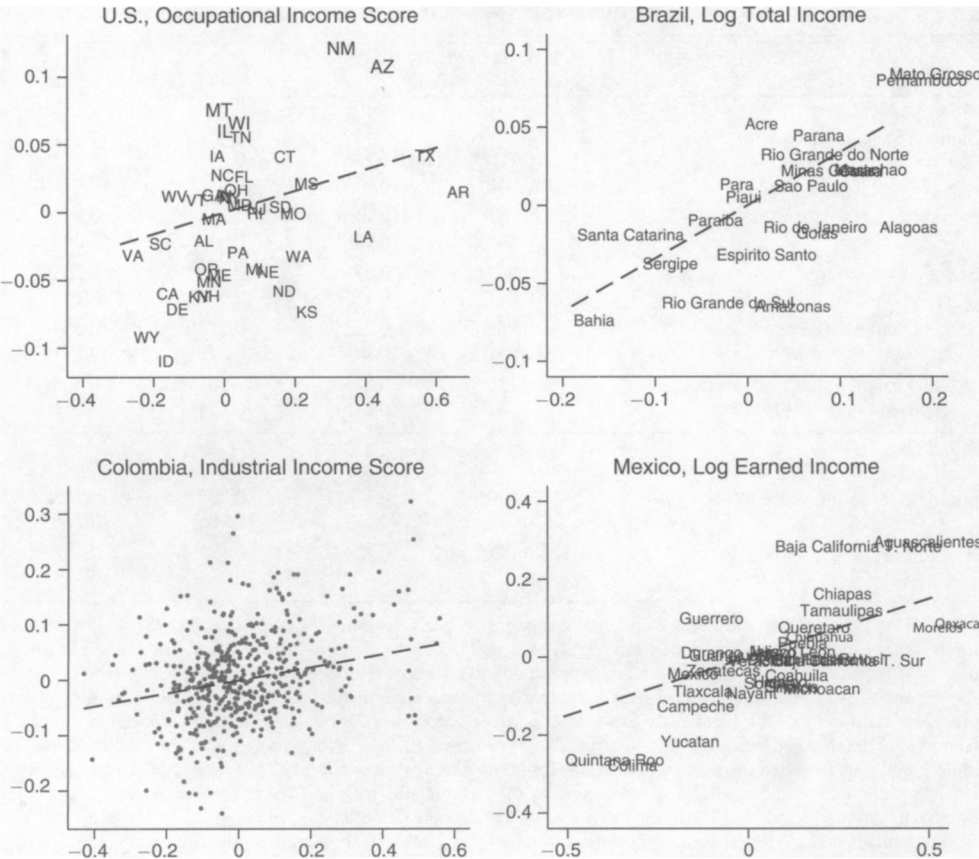 U.S., Occupational Income Score
NM
AZ
0.1
MT
WI
IL
TN
0.05
IA
CT
TX
NC
FL
MS
OH
AR
WV
VT
GA
SD
0
MA
RI
MO
AL
LA
SC
VA
PA
WA
OR
MI
NE
ME
MN
−0.05
ND
CA
KY
NH
DE
KS
WY
−0.1
ID
−0.4
−0.2
0
0.2
0.4
0.6
Brazil, Log Total Income
0.1
Mato Grosso
Pernambuco
0.05
Acre
Parana
Rio Grande do Norte
Minas
Para
Sao Paulo
Piaui
0
Paraiba
Rio de Janeiro
Alagoas
Santa Catarina
Goias
Espirito Santo
Sergipe
−0.05
Rio Grande do Sul
Amazonas
Bahia
−0.1
−0.2
−0.1
0
0.1
0.2
Colombia, Industrial Income Score
0.3
0.2
0.1
0
−0.1
−0.2
−0.4
−0.2
0
0.2
0.4
0.6
Mexico, Log Earned Income
0.4
Aguascalientes
Baja California T. Norte
0.2
Chiapas
Tamaulipas
Guerrero
Queretaro
Oaxaca
Morelos
Chihuahua
Puebla
Durango
0
T. Sur
Zacatecas
Mexico
Coahuila
Tlaxcala
Michoacan
Nayarit
Campeche
−0.2
Yucatan
Quintana Roo
Colima
−0.4
−0.5
0
0.5